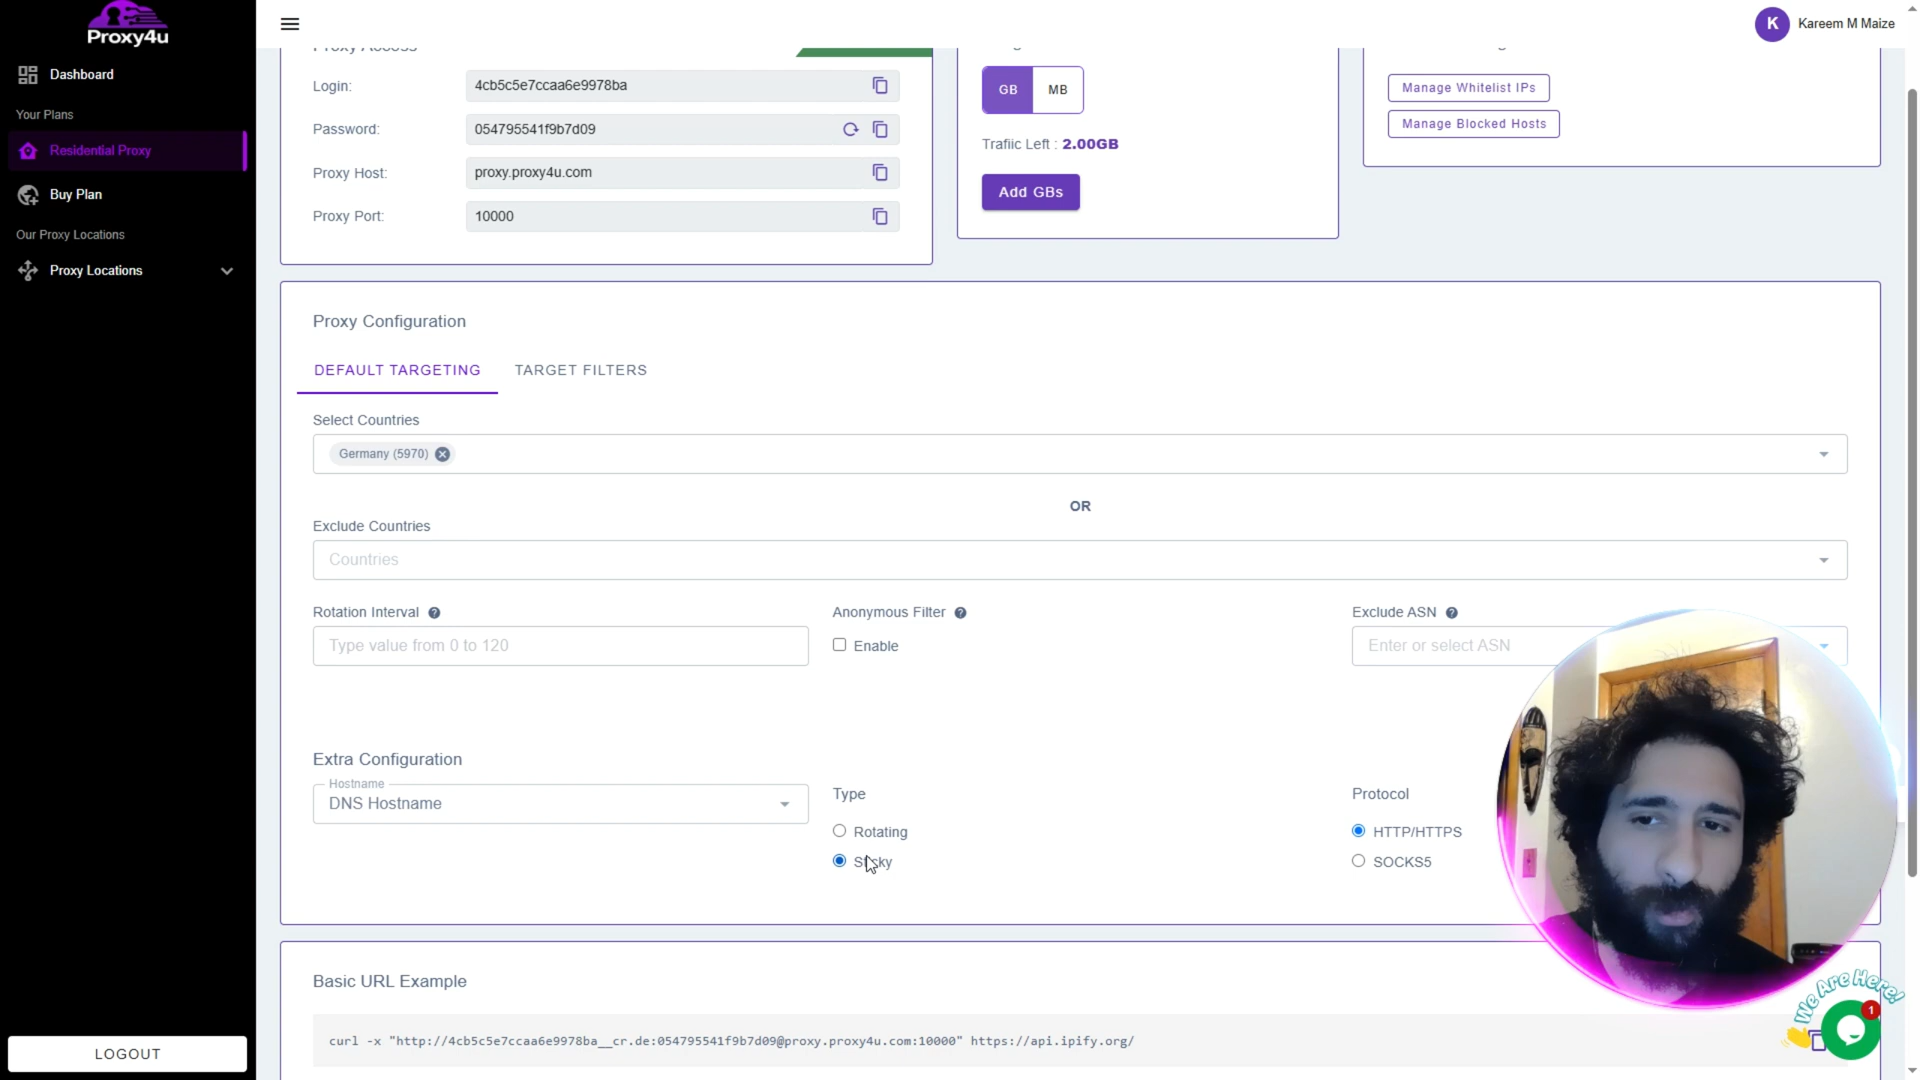 Proxy4u
Kareem M Maize
K
Dashboard
Your Plans
Residential Proxy
Buy Plan
Our Proxy Locations
Proxy Locations
LOGOUT
Proxy Access
Login:
4cb5c5e7ccaa6e9978ba
Password:
054795541f9b7d09
Proxy Host:
proxy.proxy4u.com
Proxy Port:
10000
GB
MB
Trafiic Left : 2.00GB
Add GBs
Manage Whitelist IPs
Manage Blocked Hosts
Proxy Configuration
DEFAULT TARGETING
TARGET FILTERS
Select Countries
Germany (5970)
OR
Exclude Countries
Countries
Rotation Interval
Type value from 0 to 120
Anonymous Filter
Enable
Exclude ASN
Enter or select ASN
Extra Configuration
Hostname
DNS Hostname
Type
Rotating
Sticky
Protocol
HTTP/HTTPS
SOCKS5
Basic URL Example
curl -x "http://4cb5c5e7ccaa6e9978ba__cr.de:054795541f9b7d09@proxy.proxy4u.com:10000" https://api.ipify.org/
We Are Here!
1